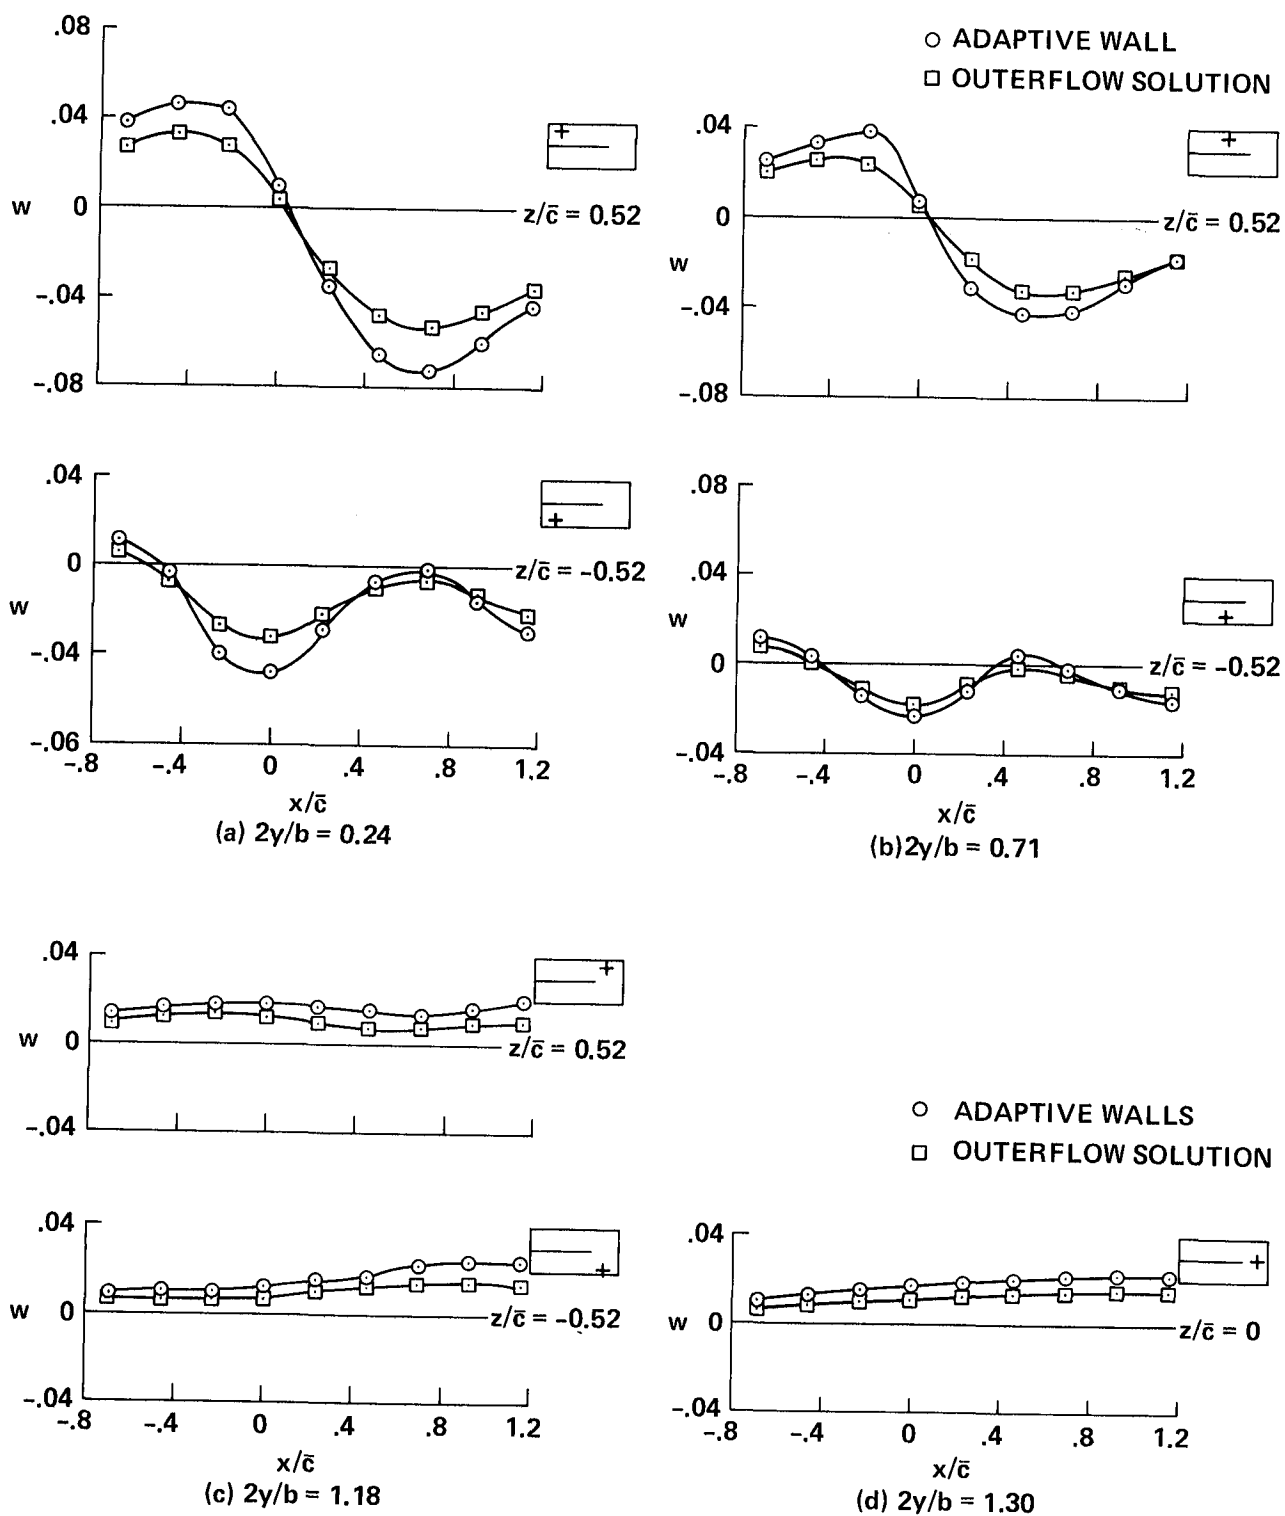 .08
.04
w 0
-.04
-.08
z/c̄ = 0.52
○ ADAPTIVE WALL
□ OUTERFLOW SOLUTION
.04
0
w
-.04
-.08
z/c̄ = 0.52
.04
0
w
-.04
-.06
z/c̄ = -0.52
-.8 -.4 0 .4 .8 1.2
x/c̄
(a) 2y/b = 0.24
.08
.04
w
0
-.04
z/c̄ = -0.52
-.8 -.4 0 .4 .8 1.2
x/c̄
(b) 2y/b = 0.71
.04
w 0
-.04
z/c̄ = 0.52
.04
w 0
-.04
z/c̄ = -0.52
-.8 -.4 0 .4 .8 1.2
x/c̄
(c) 2y/b = 1.18
○ ADAPTIVE WALLS
□ OUTERFLOW SOLUTION
.04
w 0
-.04
z/c̄ = 0
-.8 -.4 0 .4 .8 1.2
x/c̄
(d) 2y/b = 1.30